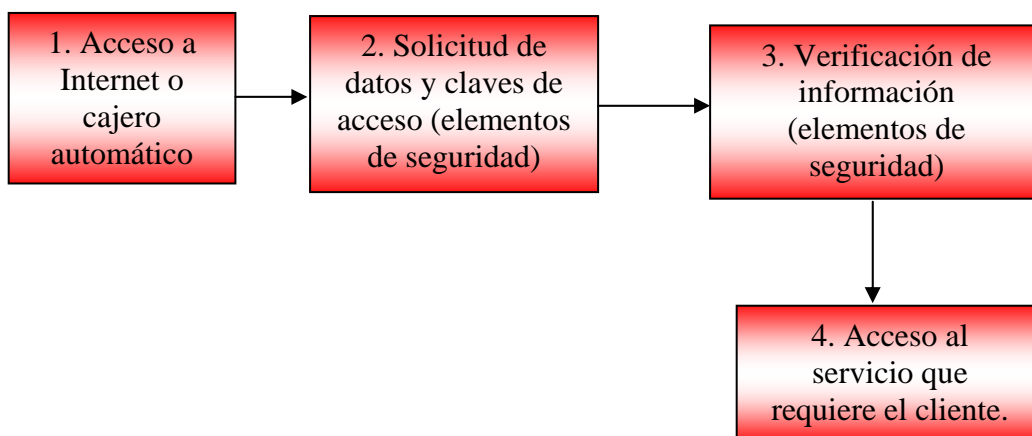 1. Acceso a
Internet o
cajero
automático
2. Solicitud de
datos y claves de
acceso (elementos
de seguridad)
3. Verificación de
información
(elementos de
seguridad)
4. Acceso al
servicio que
requiere el cliente.